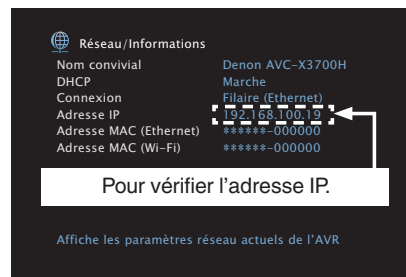 Réseau/Informations
Nom convivial Denon AVC-X3700H
DHCP Marche
Connexion Filaire (Ethernet)
Adresse IP 192.168.100.19
Adresse MAC (Ethernet) ******-000000
Adresse MAC (Wi-Fi) ******-000000
Pour vérifier l’adresse IP.
Affiche les paramètres réseau actuels de l’AVR